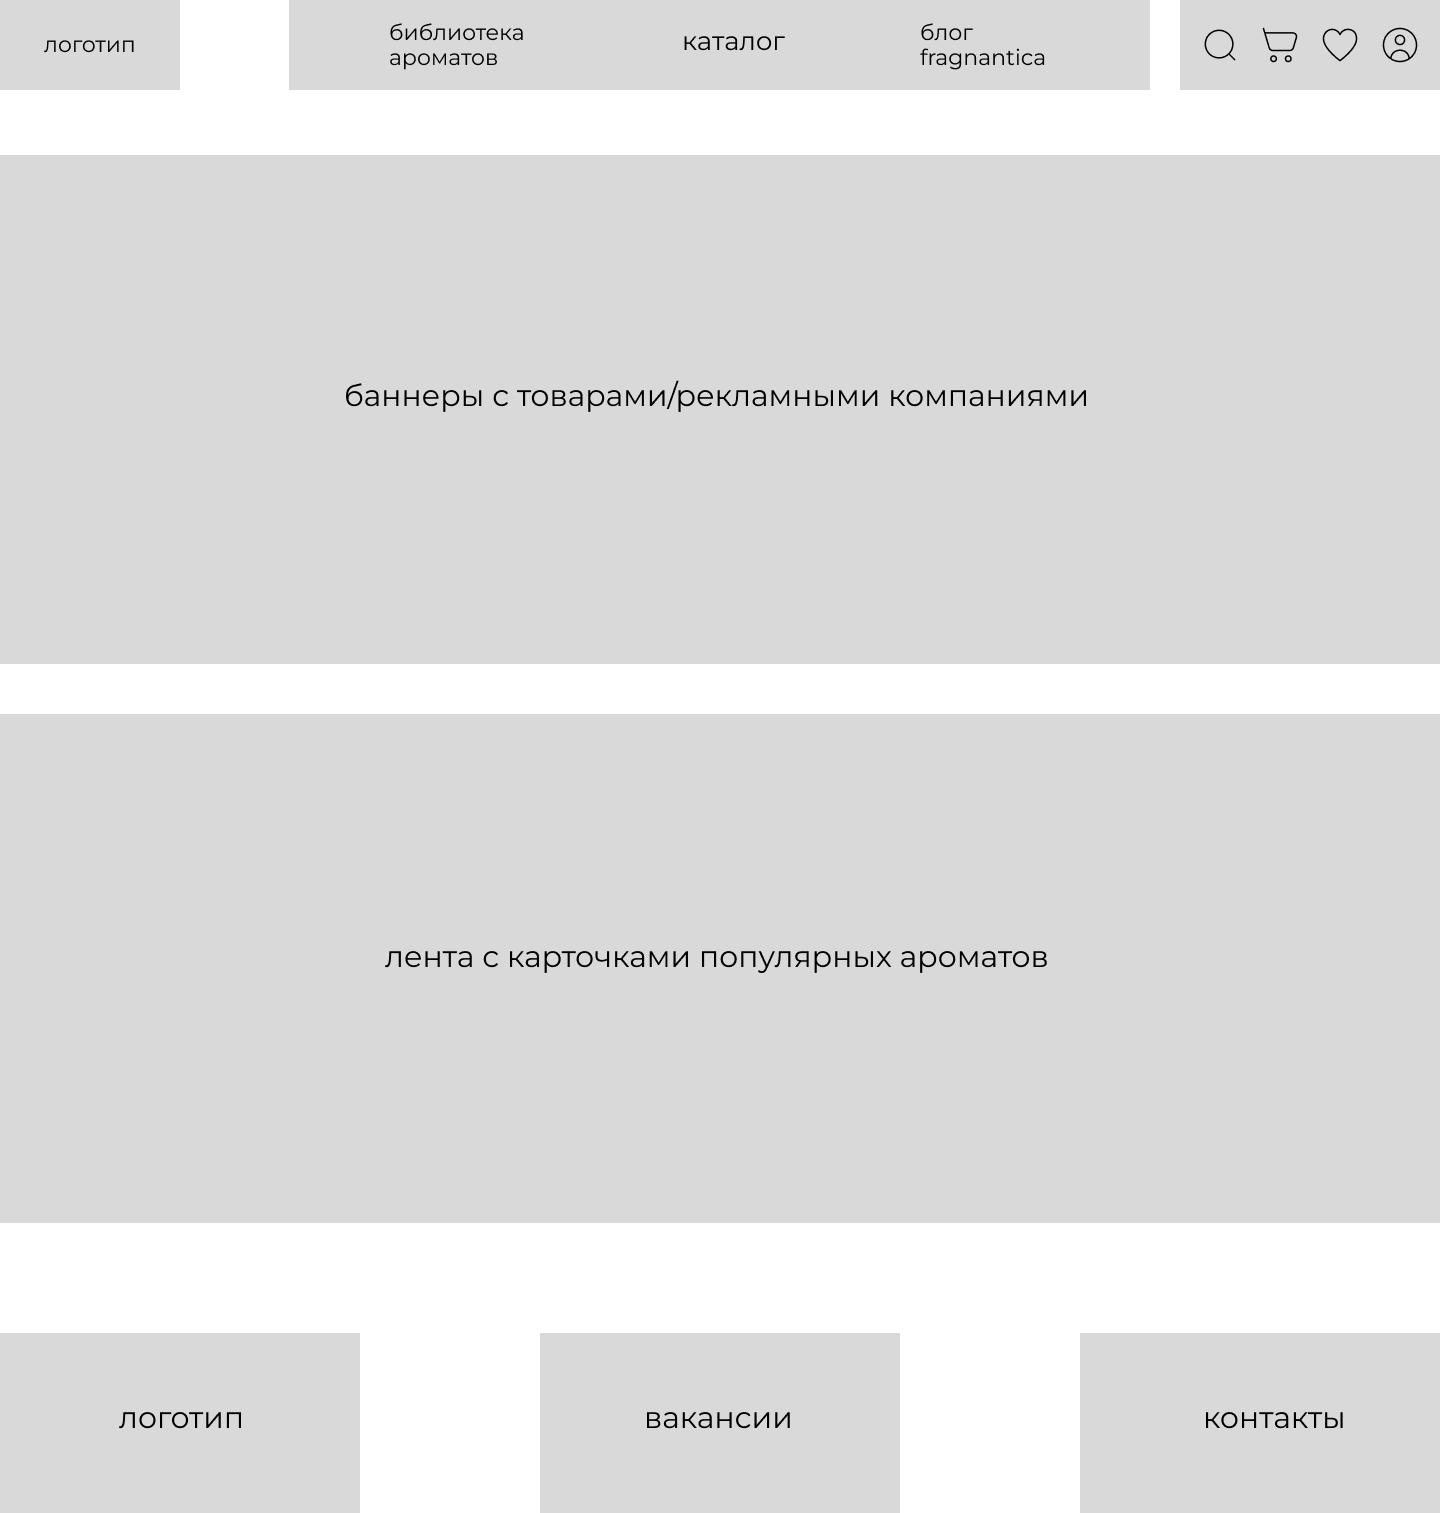 логотип
библиотека
ароматов
каталог
блог
fragnantica
баннеры с товарами/рекламными компаниями
лента с карточками популярных ароматов
логотип
вакансии
контакты